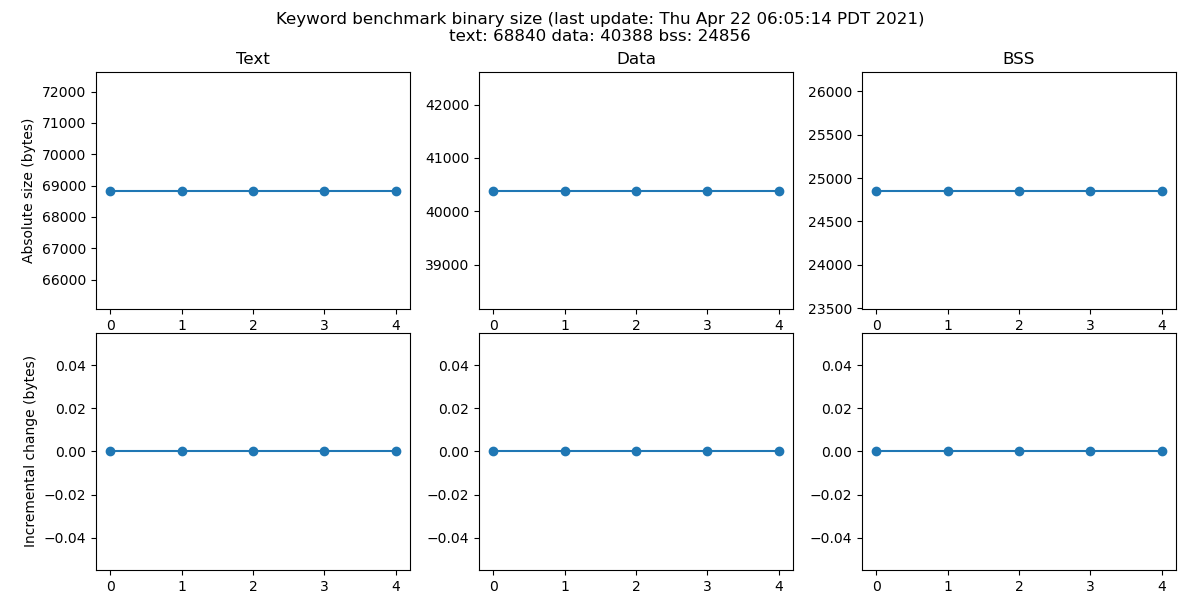 Keyword benchmark binary size (last update: Thu Apr 22 06:05:14 PDT 2021)
text: 68840 data: 40388 bss: 24856
Text
Data
BSS
Absolute size (bytes)
72000
71000
70000
69000
68000
67000
66000
0 1 2 3 4
42000
41000
40000
39000
0 1 2 3 4
26000
25500
25000
24500
24000
23500
0 1 2 3 4
Incremental change (bytes)
0.04
0.02
0.00
−0.02
−0.04
0 1 2 3 4
0.04
0.02
0.00
−0.02
−0.04
0 1 2 3 4
0.04
0.02
0.00
−0.02
−0.04
0 1 2 3 4